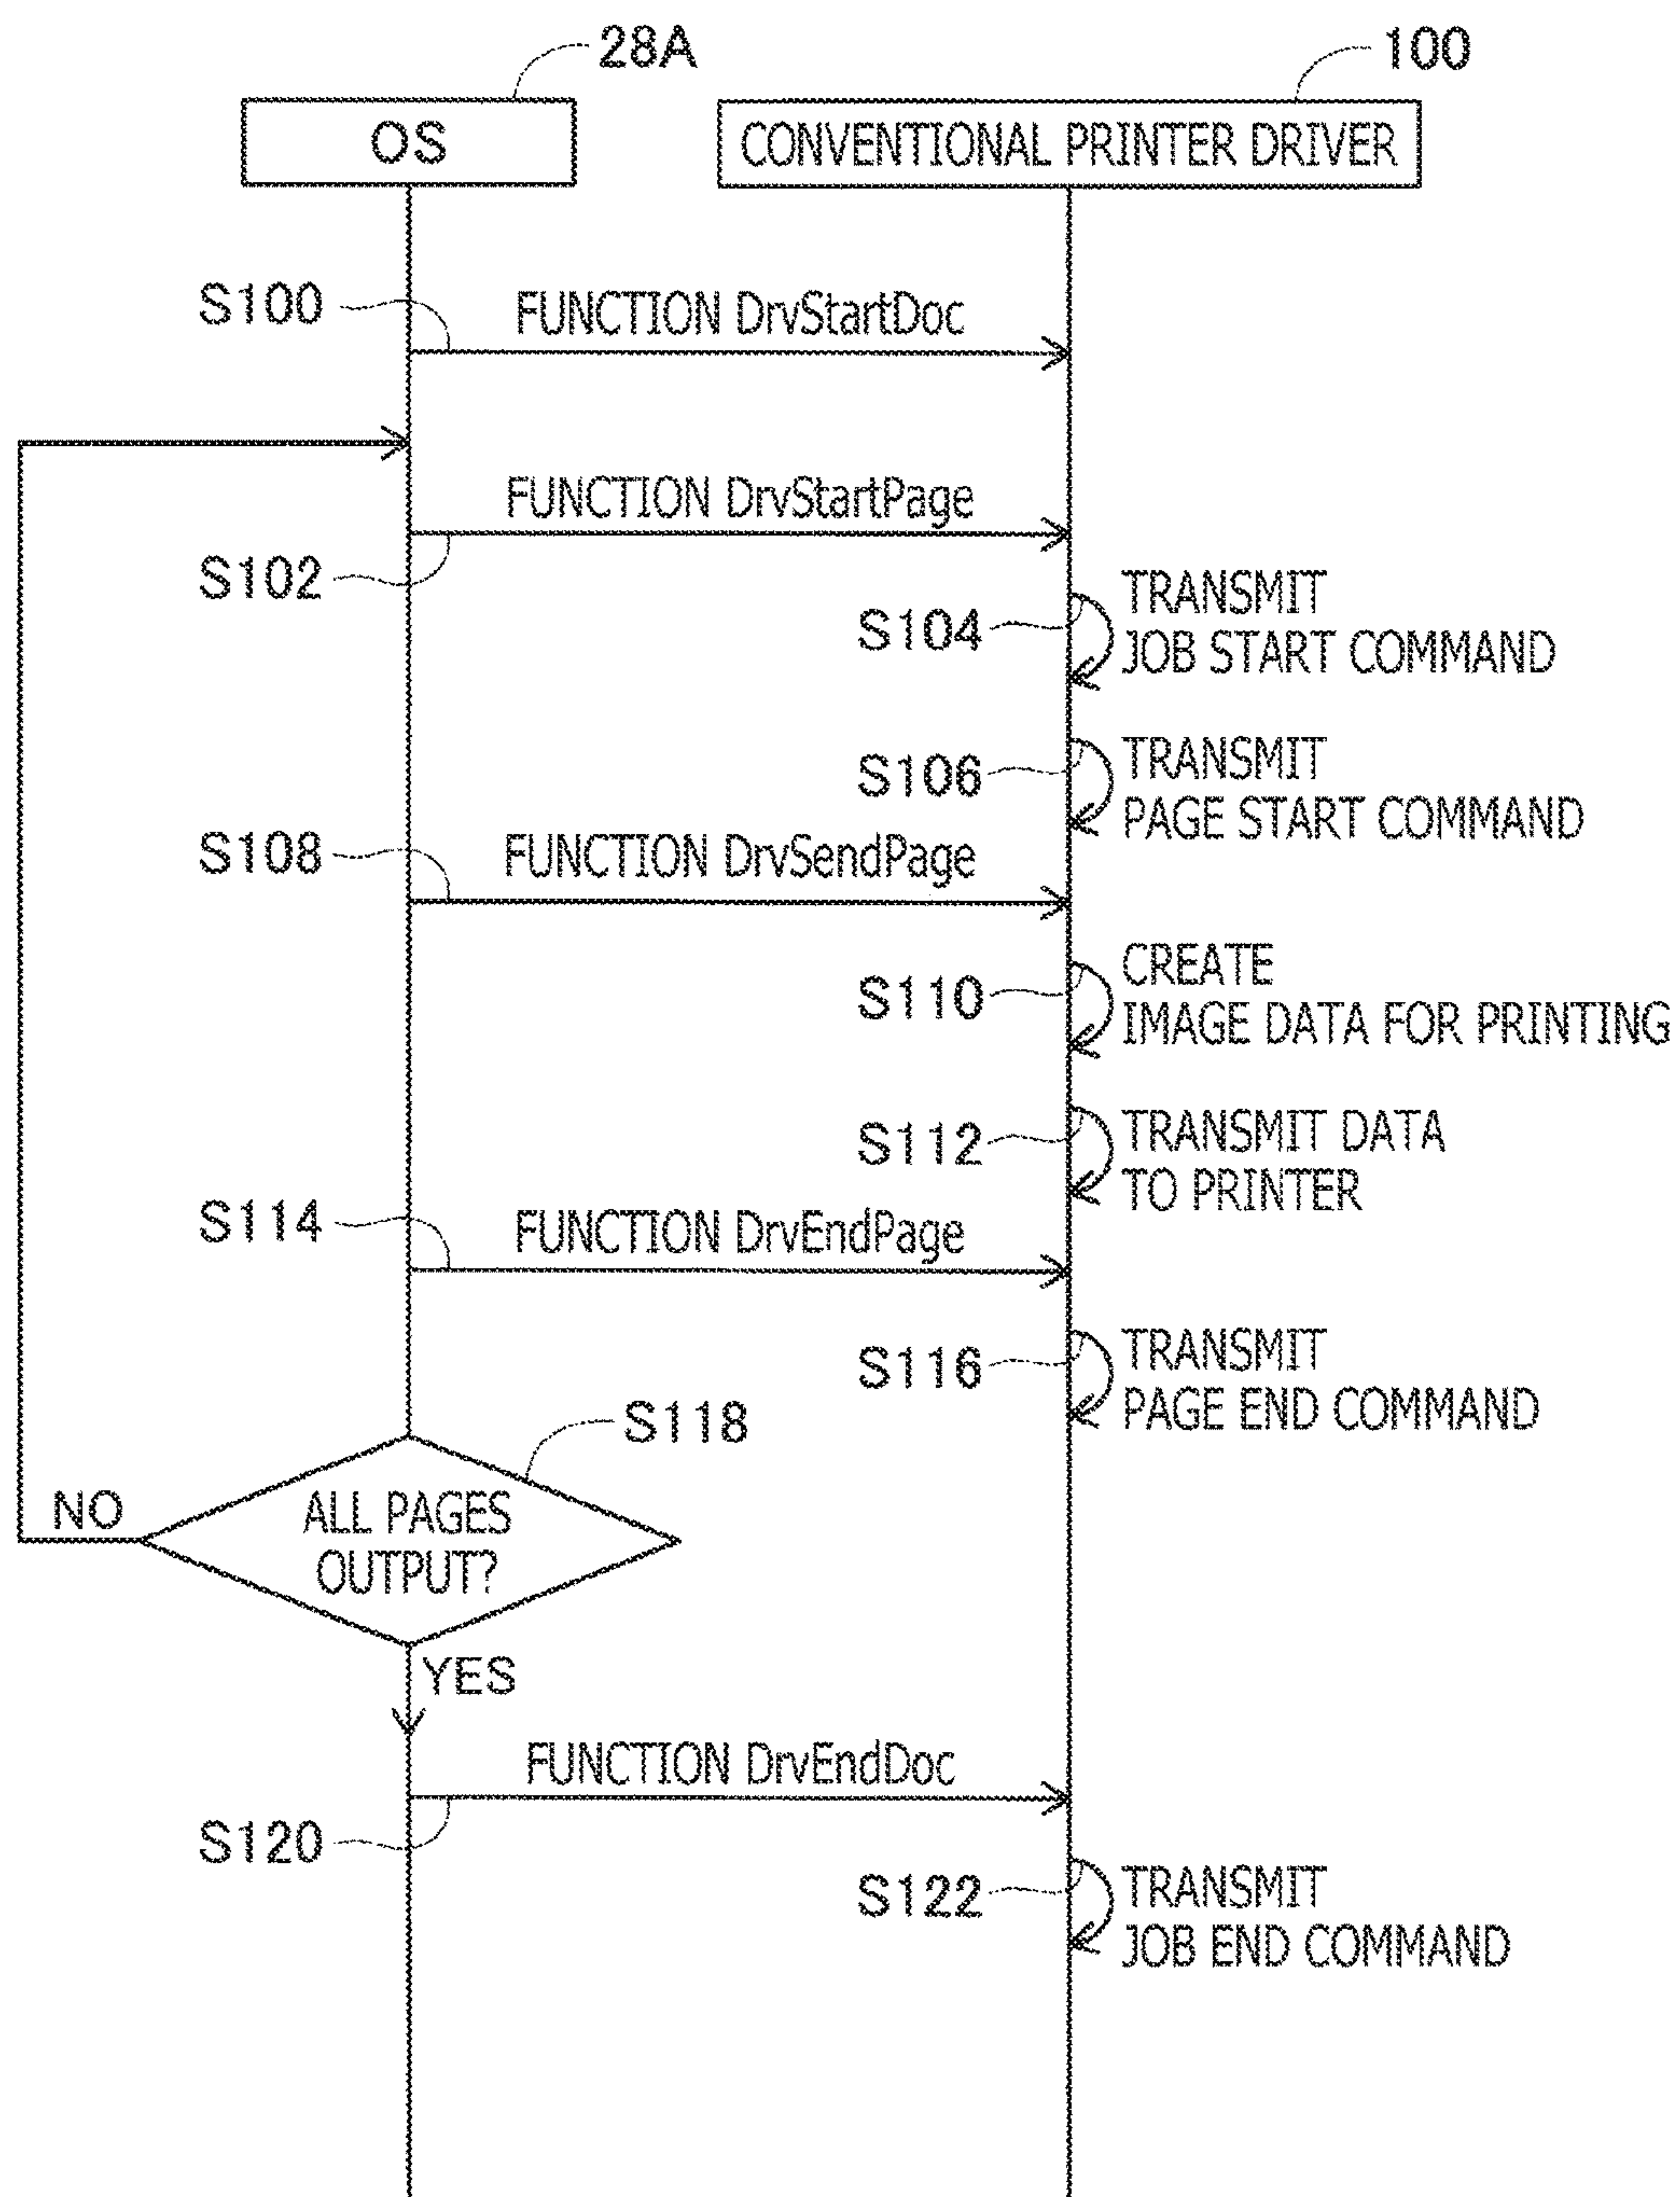 28A
100
OS
CONVENTIONAL PRINTER DRIVER
S100
FUNCTION DrvStartDoc
FUNCTION DrvStartPage
S102
S104
TRANSMIT
JOB START COMMAND
S106
TRANSMIT
PAGE START COMMAND
S108
FUNCTION DrvSendPage
S110
CREATE
IMAGE DATA FOR PRINTING
S112
TRANSMIT DATA
TO PRINTER
S114
FUNCTION DrvEndPage
S116
TRANSMIT
PAGE END COMMAND
S118
NO
ALL PAGES
OUTPUT?
YES
FUNCTION DrvEndDoc
S120
S122
TRANSMIT
JOB END COMMAND